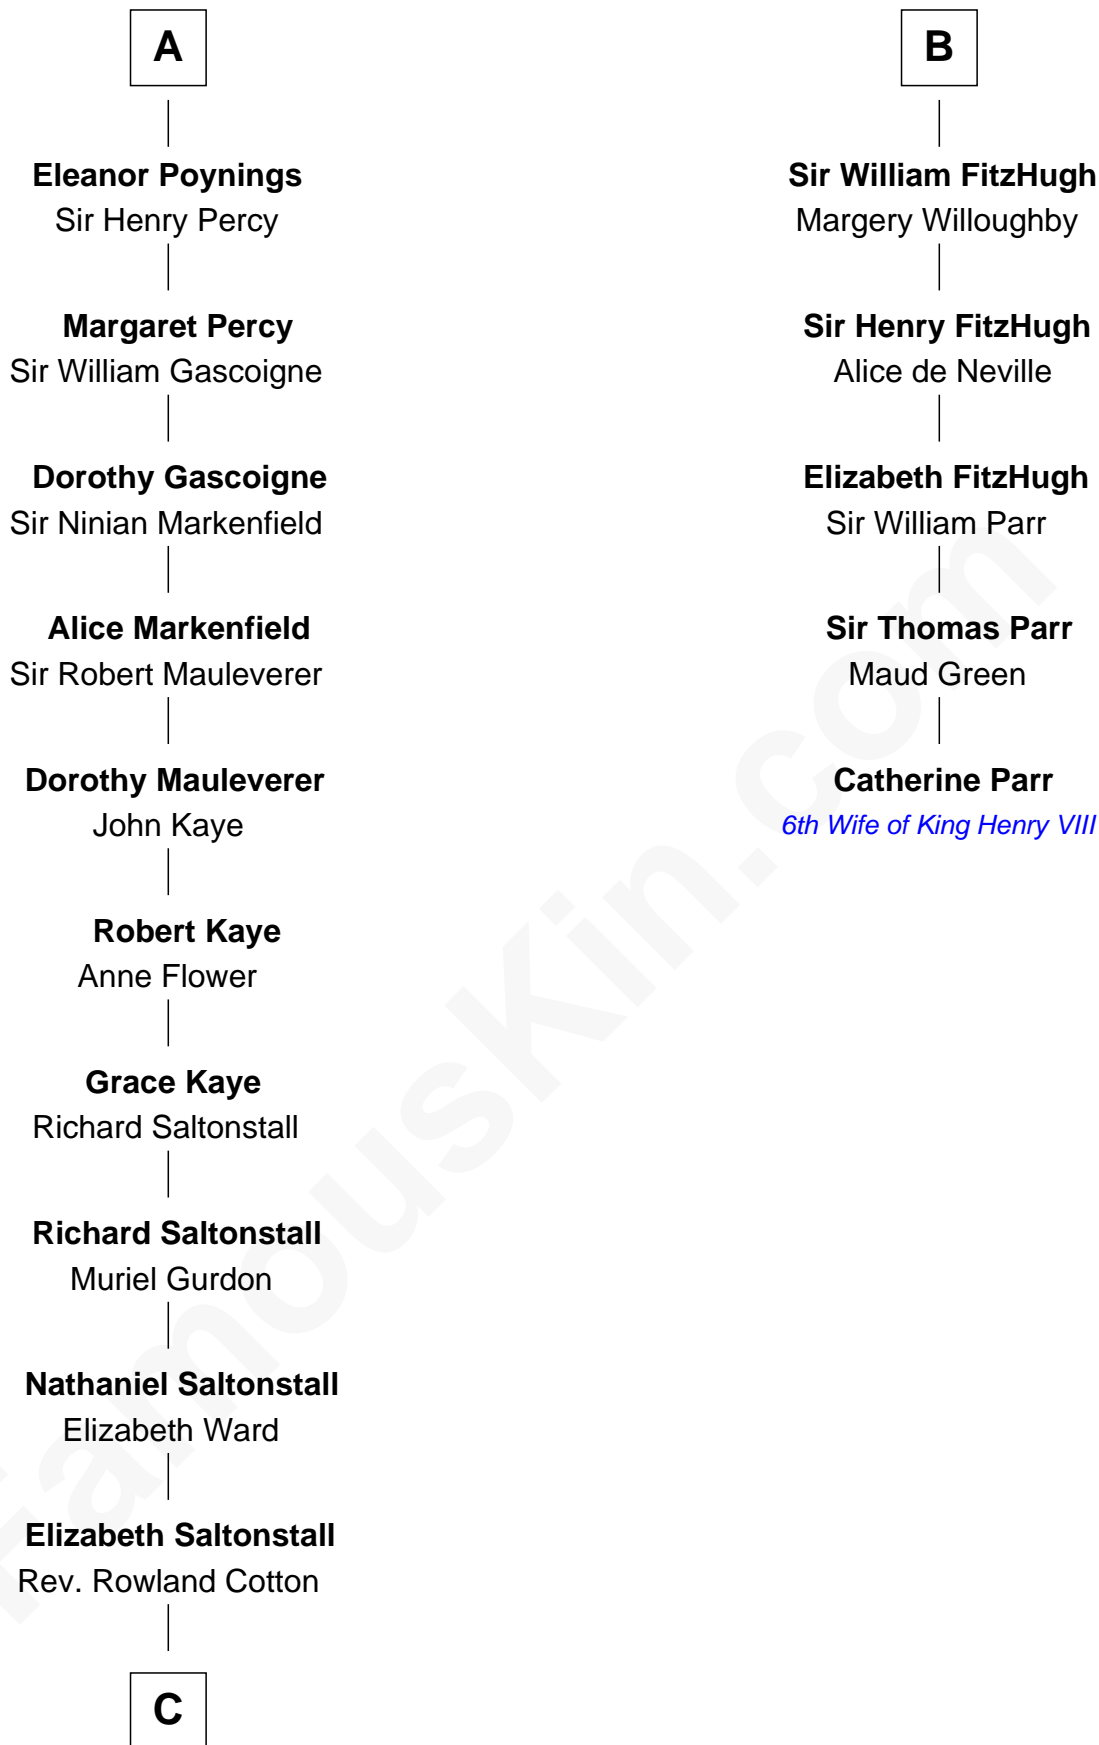 A
Eleanor Poynings
Sir Henry Percy
Margaret Percy
Sir William Gascoigne
Dorothy Gascoigne
Sir Ninian Markenfield
Alice Markenfield
Sir Robert Mauleverer
Dorothy Mauleverer
John Kaye
Robert Kaye
Anne Flower
Grace Kaye
Richard Saltonstall
Richard Saltonstall
Muriel Gurdon
Nathaniel Saltonstall
Elizabeth Ward
Elizabeth Saltonstall
Rev. Rowland Cotton
C
B
Sir William FitzHugh
Margery Willoughby
Sir Henry FitzHugh
Alice de Neville
Elizabeth FitzHugh
Sir William Parr
Sir Thomas Parr
Maud Green
Catherine Parr
6th Wife of King Henry VIII
FamousKin.com